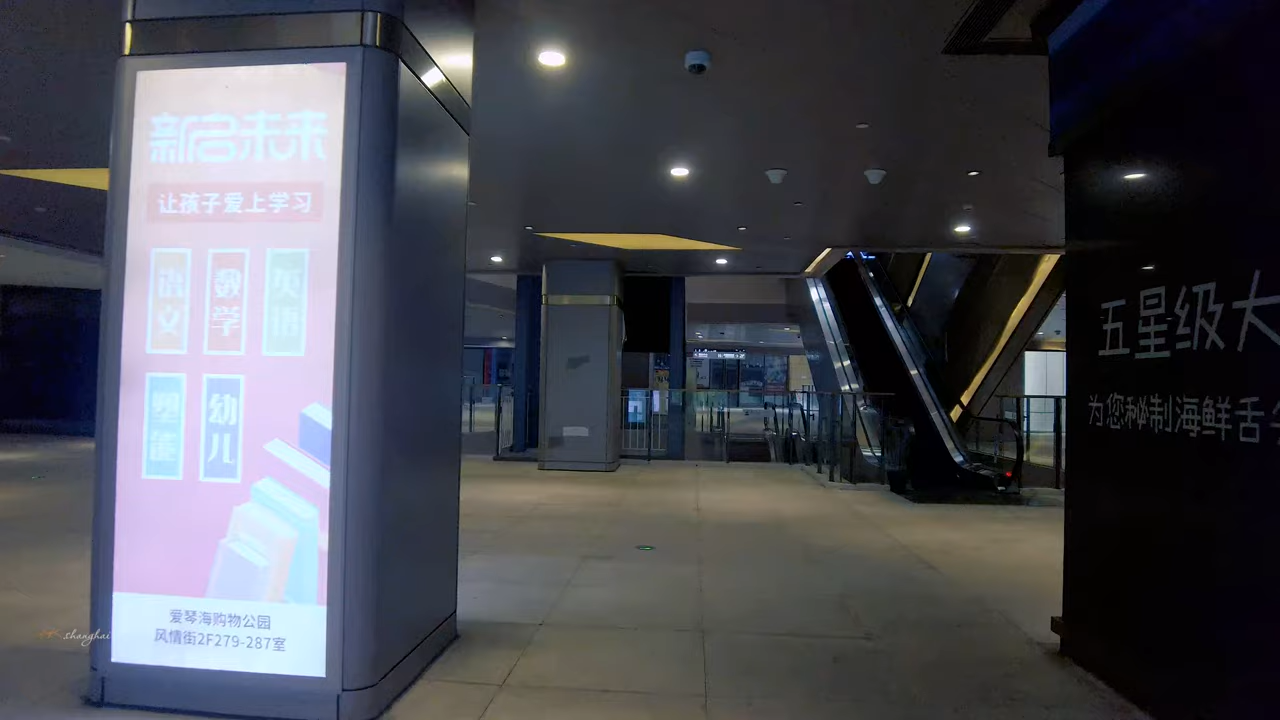 新启未来
让孩子爱上学习
语文
数学
英语
幼儿
爱琴海购物公园
风情街2F279-287室
shanghai
五星级大
为您秘制海鲜舌